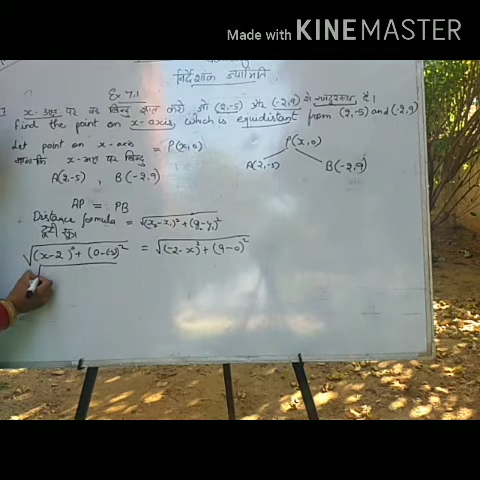 Made with KINEMASTER
निर्देशांक ज्यामिति
Ex 7.1
x-अक्ष पर वह बिन्दु ज्ञात करो जो (2,-5) और (-2,9) से समदूरस्थ है।
Find the point on x-axis, which is equidistant from (2,-5) and (-2,9)
Let point on x-axis = P(x,0)
माना कि x-अक्ष पर बिन्दु
P(x,0)
A(2,-5) , B(-2,9)
A(2,-5) B(-2,9)
AP = PB
Distance formula = √(x₂-x₁)²+(y₂-y₁)²
दूरी सूत्र
√(x-2)²+(0-(-5))² = √(-2-x)²+(9-0)²